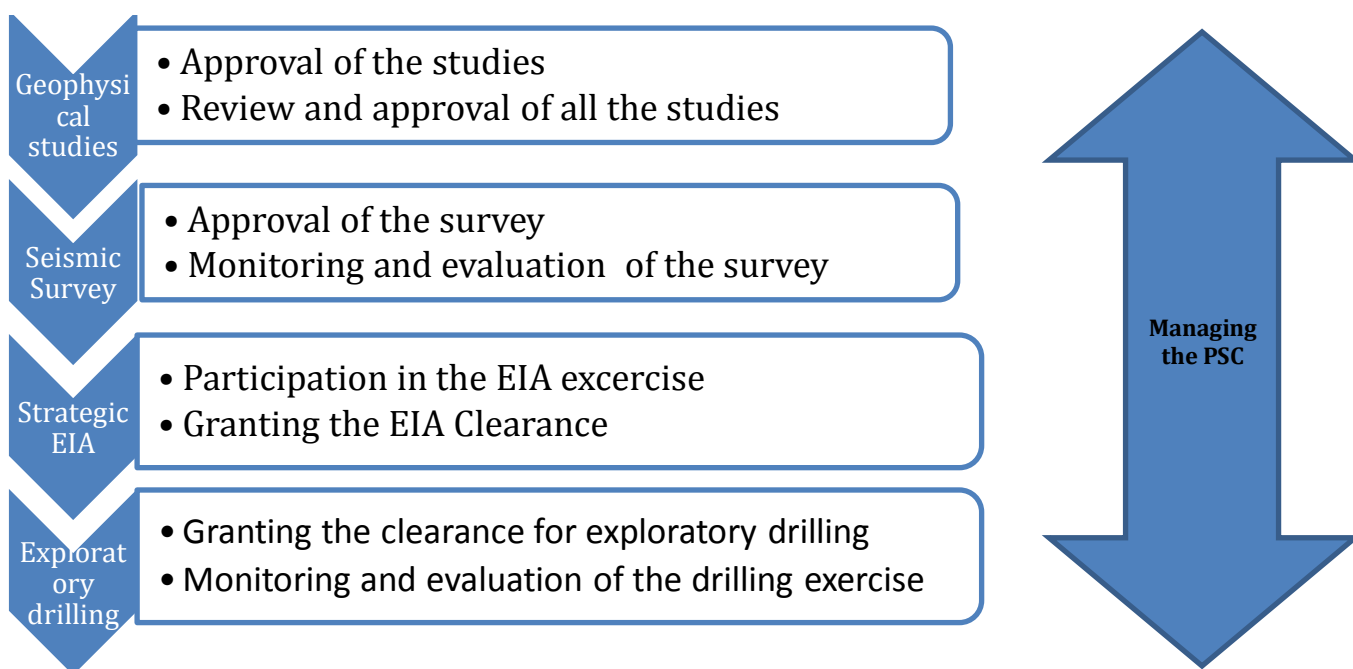 Geophysi
cal
studies
• Approval of the studies
• Review and approval of all the studies
Seismic
Survey
• Approval of the survey
• Monitoring and evaluation of the survey
Strategic
EIA
• Participation in the EIA excercise
• Granting the EIA Clearance
Explorat
ory
drilling
• Granting the clearance for exploratory drilling
• Monitoring and evaluation of the drilling exercise
Managing
the PSC